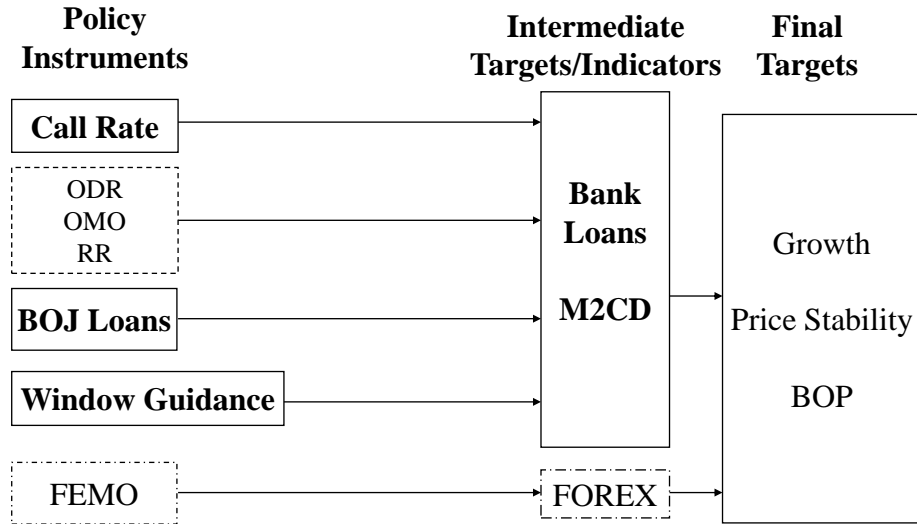 Policy
Instruments
Intermediate
Targets/Indicators
Final
Targets
Call Rate
ODR
OMO
RR
BOJ Loans
Window Guidance
FEMO
Bank
Loans
M2CD
FOREX
Growth
Price Stability
BOP